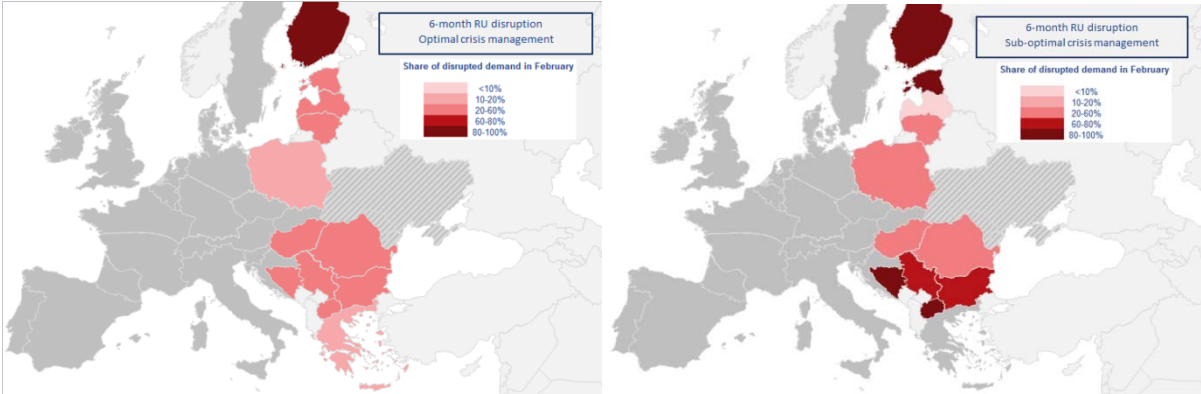 6-month RU disruption
Optimal crisis management
Share of disrupted demand in February
<10%
10-20%
20-60%
60-80%
80-100%
6-month RU disruption
Sub-optimal crisis management
Share of disrupted demand in February
<10%
10-20%
20-60%
60-80%
80-100%